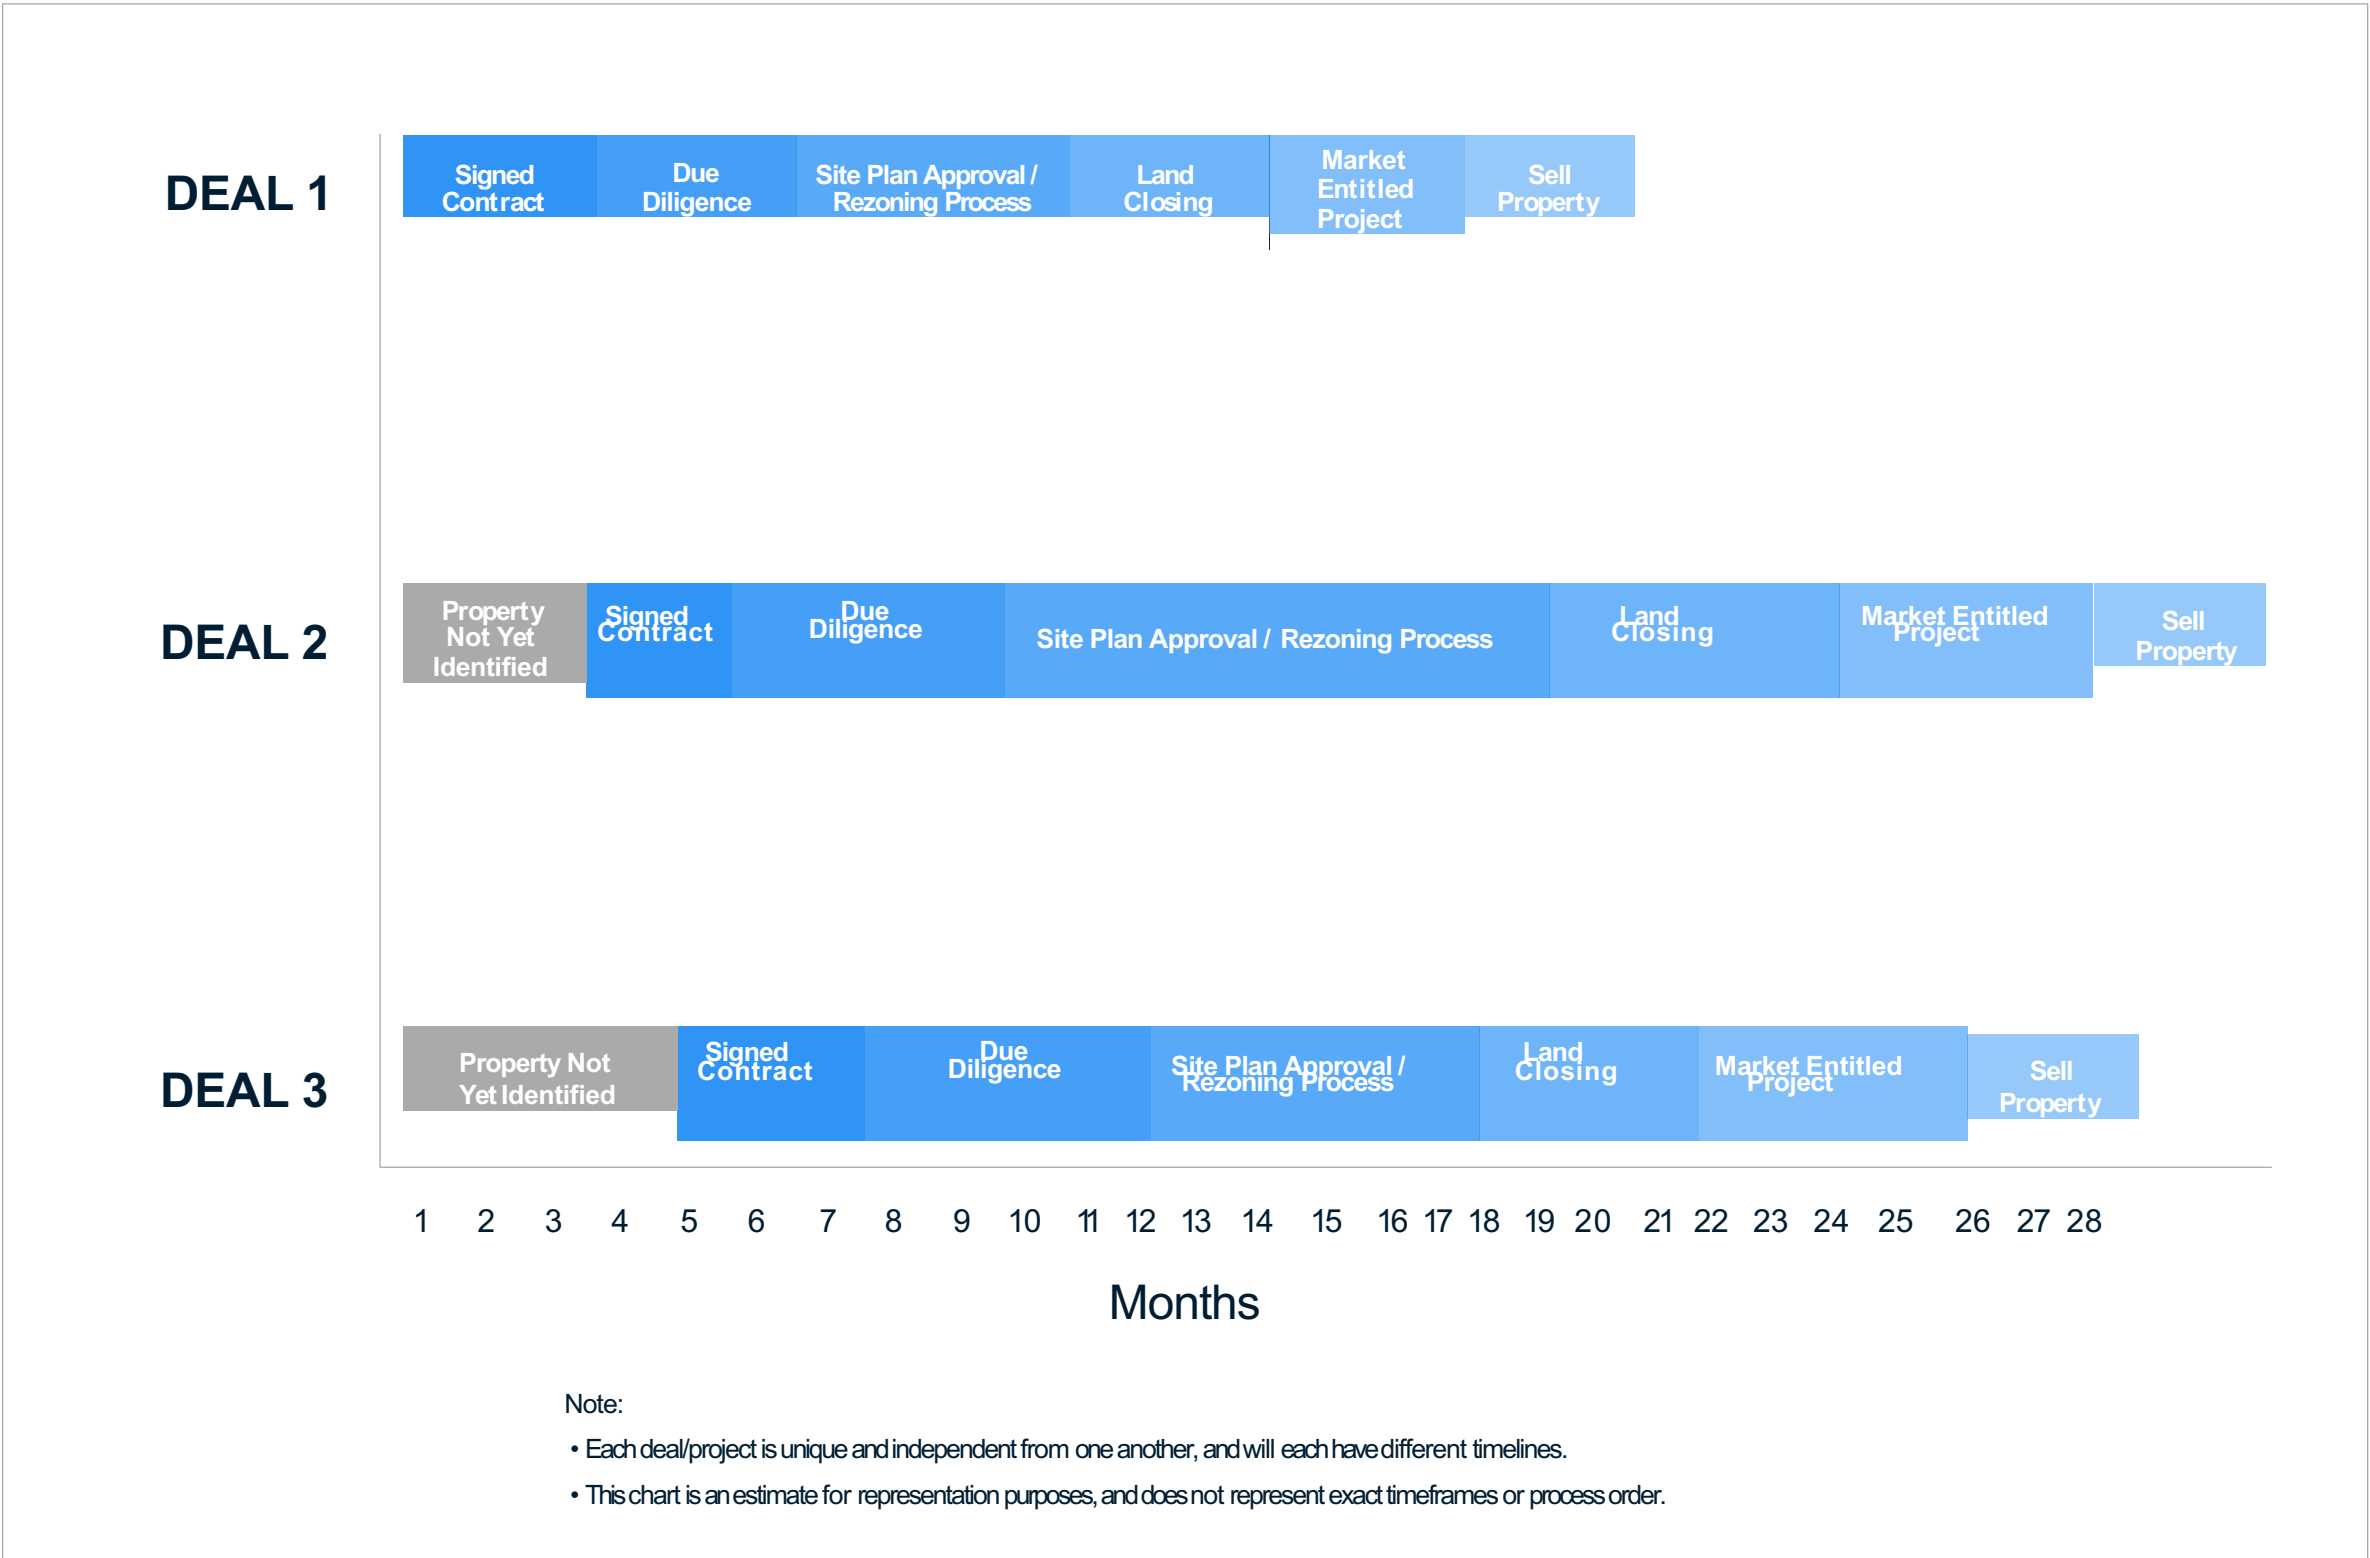 DEAL 1
Signed
Contract
Due
Diligence
Site Plan Approval /
Rezoning Process
Land
Closing
Market
Entitled
Project
Sell
Property
DEAL 2
Property
Not Yet
Identified
Signed
Contract
Due
Diligence
Site Plan Approval / Rezoning Process
Land
Closing
Market Entitled
Project
Sell
Property
DEAL 3
Property Not
Yet Identified
Signed
Contract
Due
Diligence
Site Plan Approval /
Rezoning Process
Land
Closing
Market Entitled
Project
Sell
Property
1 2 3 4 5 6 7 8 9 10 11 12 13 14 15 16 17 18 19 20 21 22 23 24 25 26 27 28
Months
Note:
• Each deal/project is unique and independent from one another, and will each have different timelines.
• This chart is an estimate for representation purposes, and does not represent exact timeframes or process order.